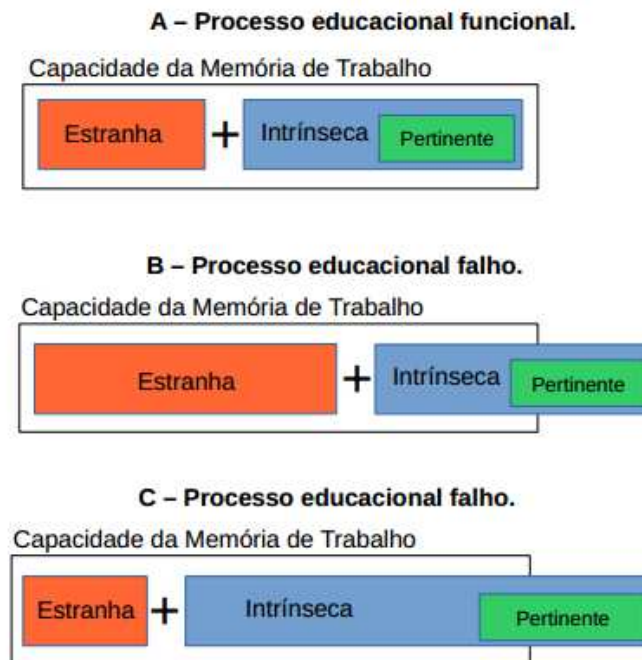 A – Processo educacional funcional.
Capacidade da Memória de Trabalho
Estranha + Intrínseca Pertinente
B – Processo educacional falho.
Capacidade da Memória de Trabalho
Estranha + Intrínseca Pertinente
C – Processo educacional falho.
Capacidade da Memória de Trabalho
Estranha + Intrínseca Pertinente